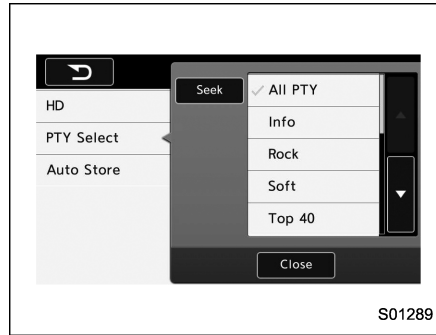 HD
PTY Select
Auto Store
Seek
All PTY
Info
Rock
Soft
Top 40
Close
S01289